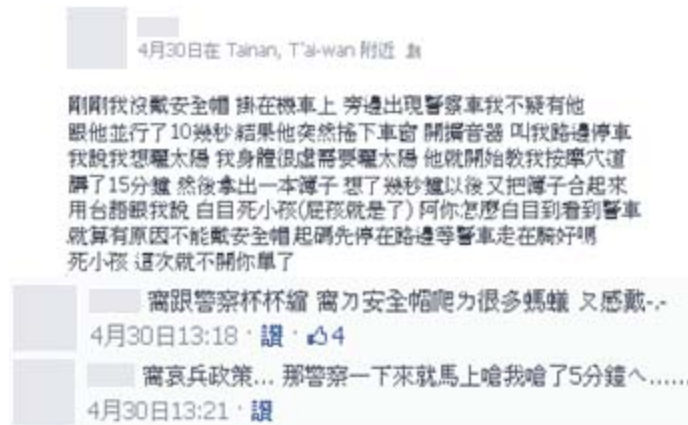 4月30日在 Tainan, T'ai-wan 附近
剛剛我沒戴安全帽 掛在機車上 旁邊出現警察車我不疑有他
跟他並行了10幾秒 結果他突然搖下車窗 開擴音器 叫我路邊停車
我說我想曬太陽 我身體很虛需要曬太陽 他就開始教我按摩穴道
講了15分鐘 然後拿出一本簿子 想了幾秒鐘以後又把簿子合起來
用台語跟我說 白目死小孩(屁孩就是了) 阿你怎麼白目到看到警車
就算有原因不能戴安全帽起碼先停在路邊等警車走在騎好嗎
死小孩 這次就不開你單了
窩跟警察杯杯縮 窩ㄉ安全帽爬ㄌ很多螞蟻 ㄡ感戴-.-
4月30日13:18 · 讚 · 4
窩哀兵政策... 那警察一下來就馬上嗆我嗆了5分鐘ㄟ......
4月30日13:21 · 讚